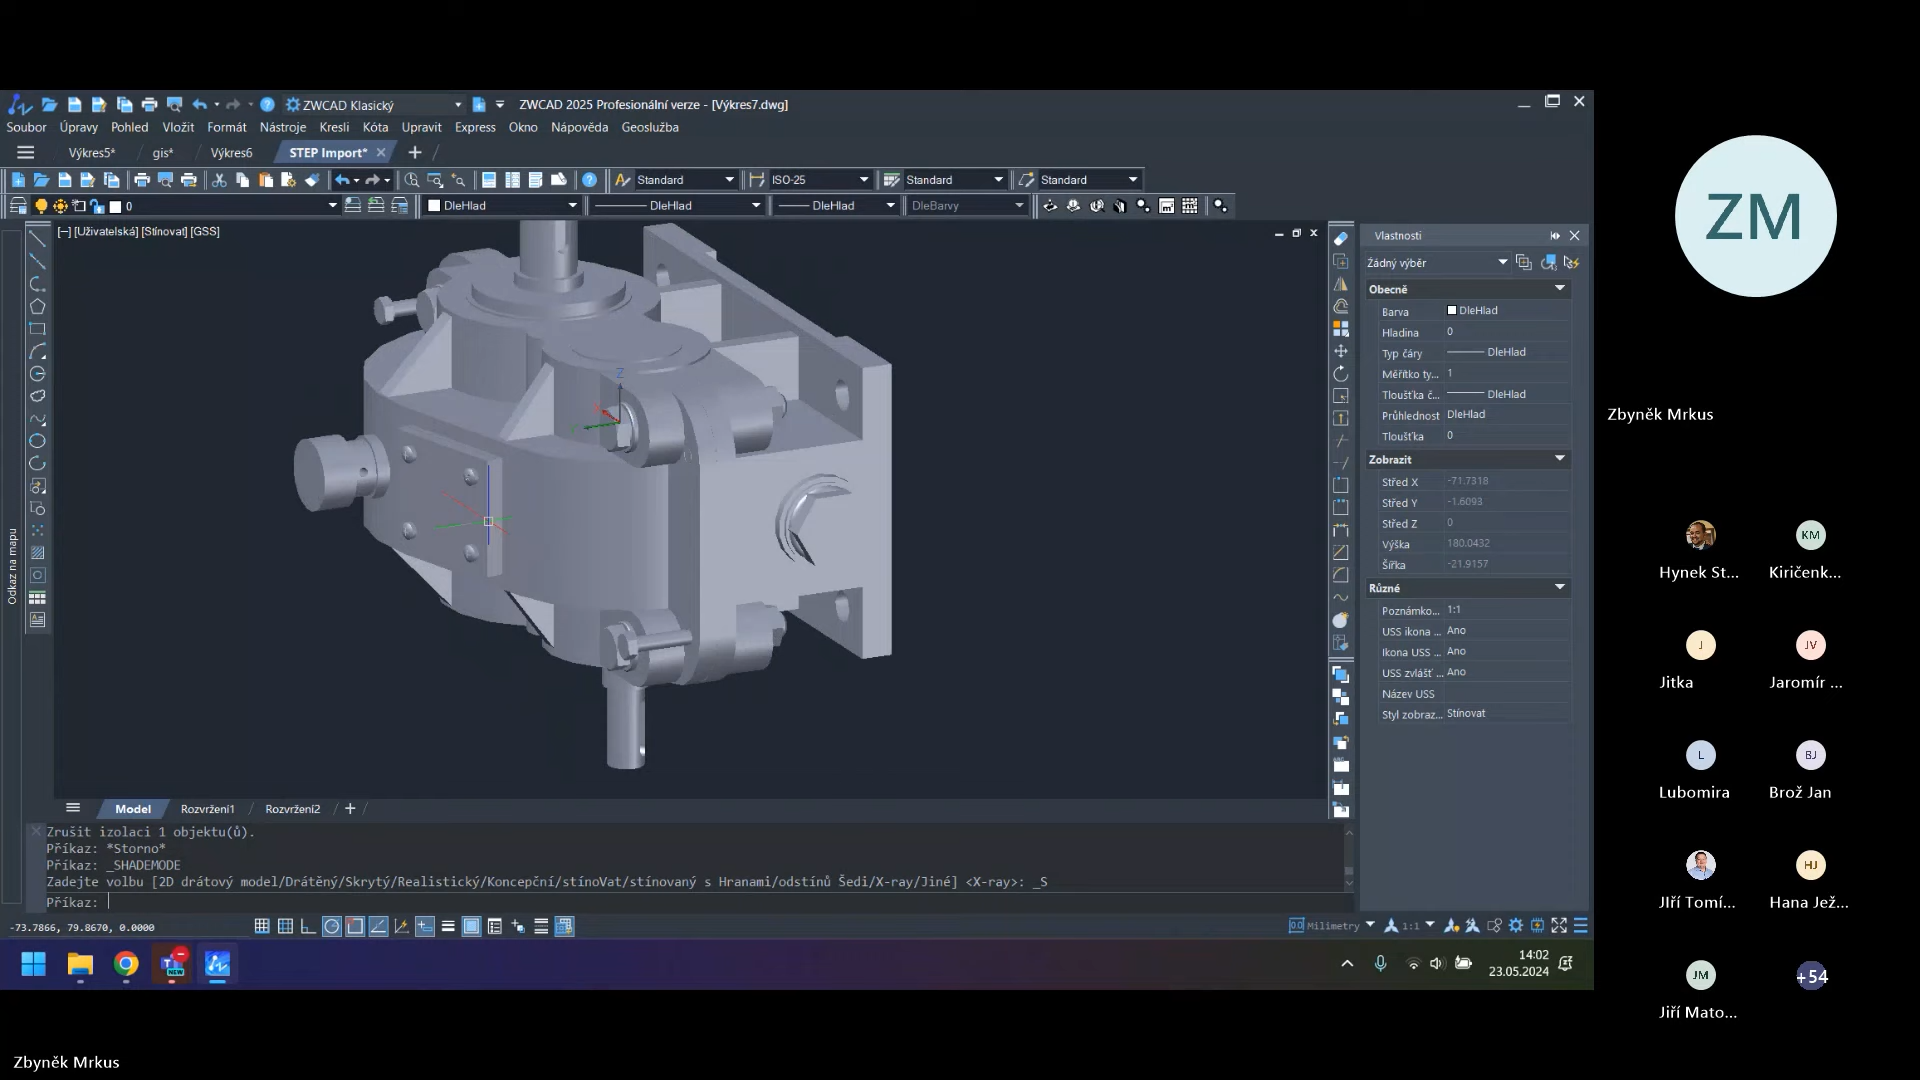 ZWCAD Klasický
ZWCAD 2025 Profesionální verze - [Výkres7.dwg]
Soubor Úpravy Pohled Vložit Formát Nástroje Kresli Kóta Upravit Express Okno Nápověda Geoslužba
Výkres5* gis* Výkres6 STEP Import*
Standard ISO-25 Standard Standard
0 DleHlad DleHlad DleHlad DleBarvy
[−] [Uživatelská] [Stínovat] [GSS]
Z
Odkaz na mapu
Vlastnosti
Žádný výběr
Obecně
Barva DleHlad
Hladina 0
Typ čáry DleHlad
Měřítko ty... 1
Tloušťka č... DleHlad
Průhlednost DleHlad
Tloušťka 0
Zobrazit
Střed X -71.7318
Střed Y -1.6093
Střed Z 0
Výška 180.0432
Šířka -21.9157
Různé
Poznámko... 1:1
USS ikona ... Ano
Ikona USS ... Ano
USS zvlášť ... Ano
Název USS
Styl zobraz... Stínovat
Model Rozvržení1 Rozvržení2
Zrušit izolaci 1 objektu(ů).
Příkaz: *Storno*
Příkaz: _SHADEMODE
Zadejte volbu [2D drátový model/Drátěný/Skrytý/Realistický/Koncepční/stínoVat/stínovaný s Hranami/odstínů Šedi/X-ray/Jiné] <X-ray>: _S
Příkaz:
-73.7866, 79.8670, 0.0000
Milimetry 1:1
NEW
14:02
23.05.2024
ZM
Zbyněk Mrkus
KM
Hynek St... Kiričenk...
J JV
Jitka Jaromír ...
L BJ
Lubomira Brož Jan
HJ
JIří Tomí... Hana Jež...
JM +54
Jiří Mato...
Zbyněk Mrkus